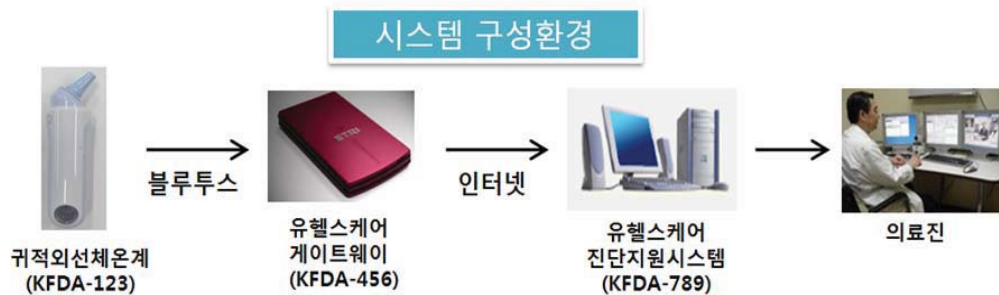 시스템 구성환경
블루투스
인터넷
귀적외선체온계
(KFDA-123)
유헬스케어
게이트웨이
(KFDA-456)
유헬스케어
진단지원시스템
(KFDA-789)
의료진